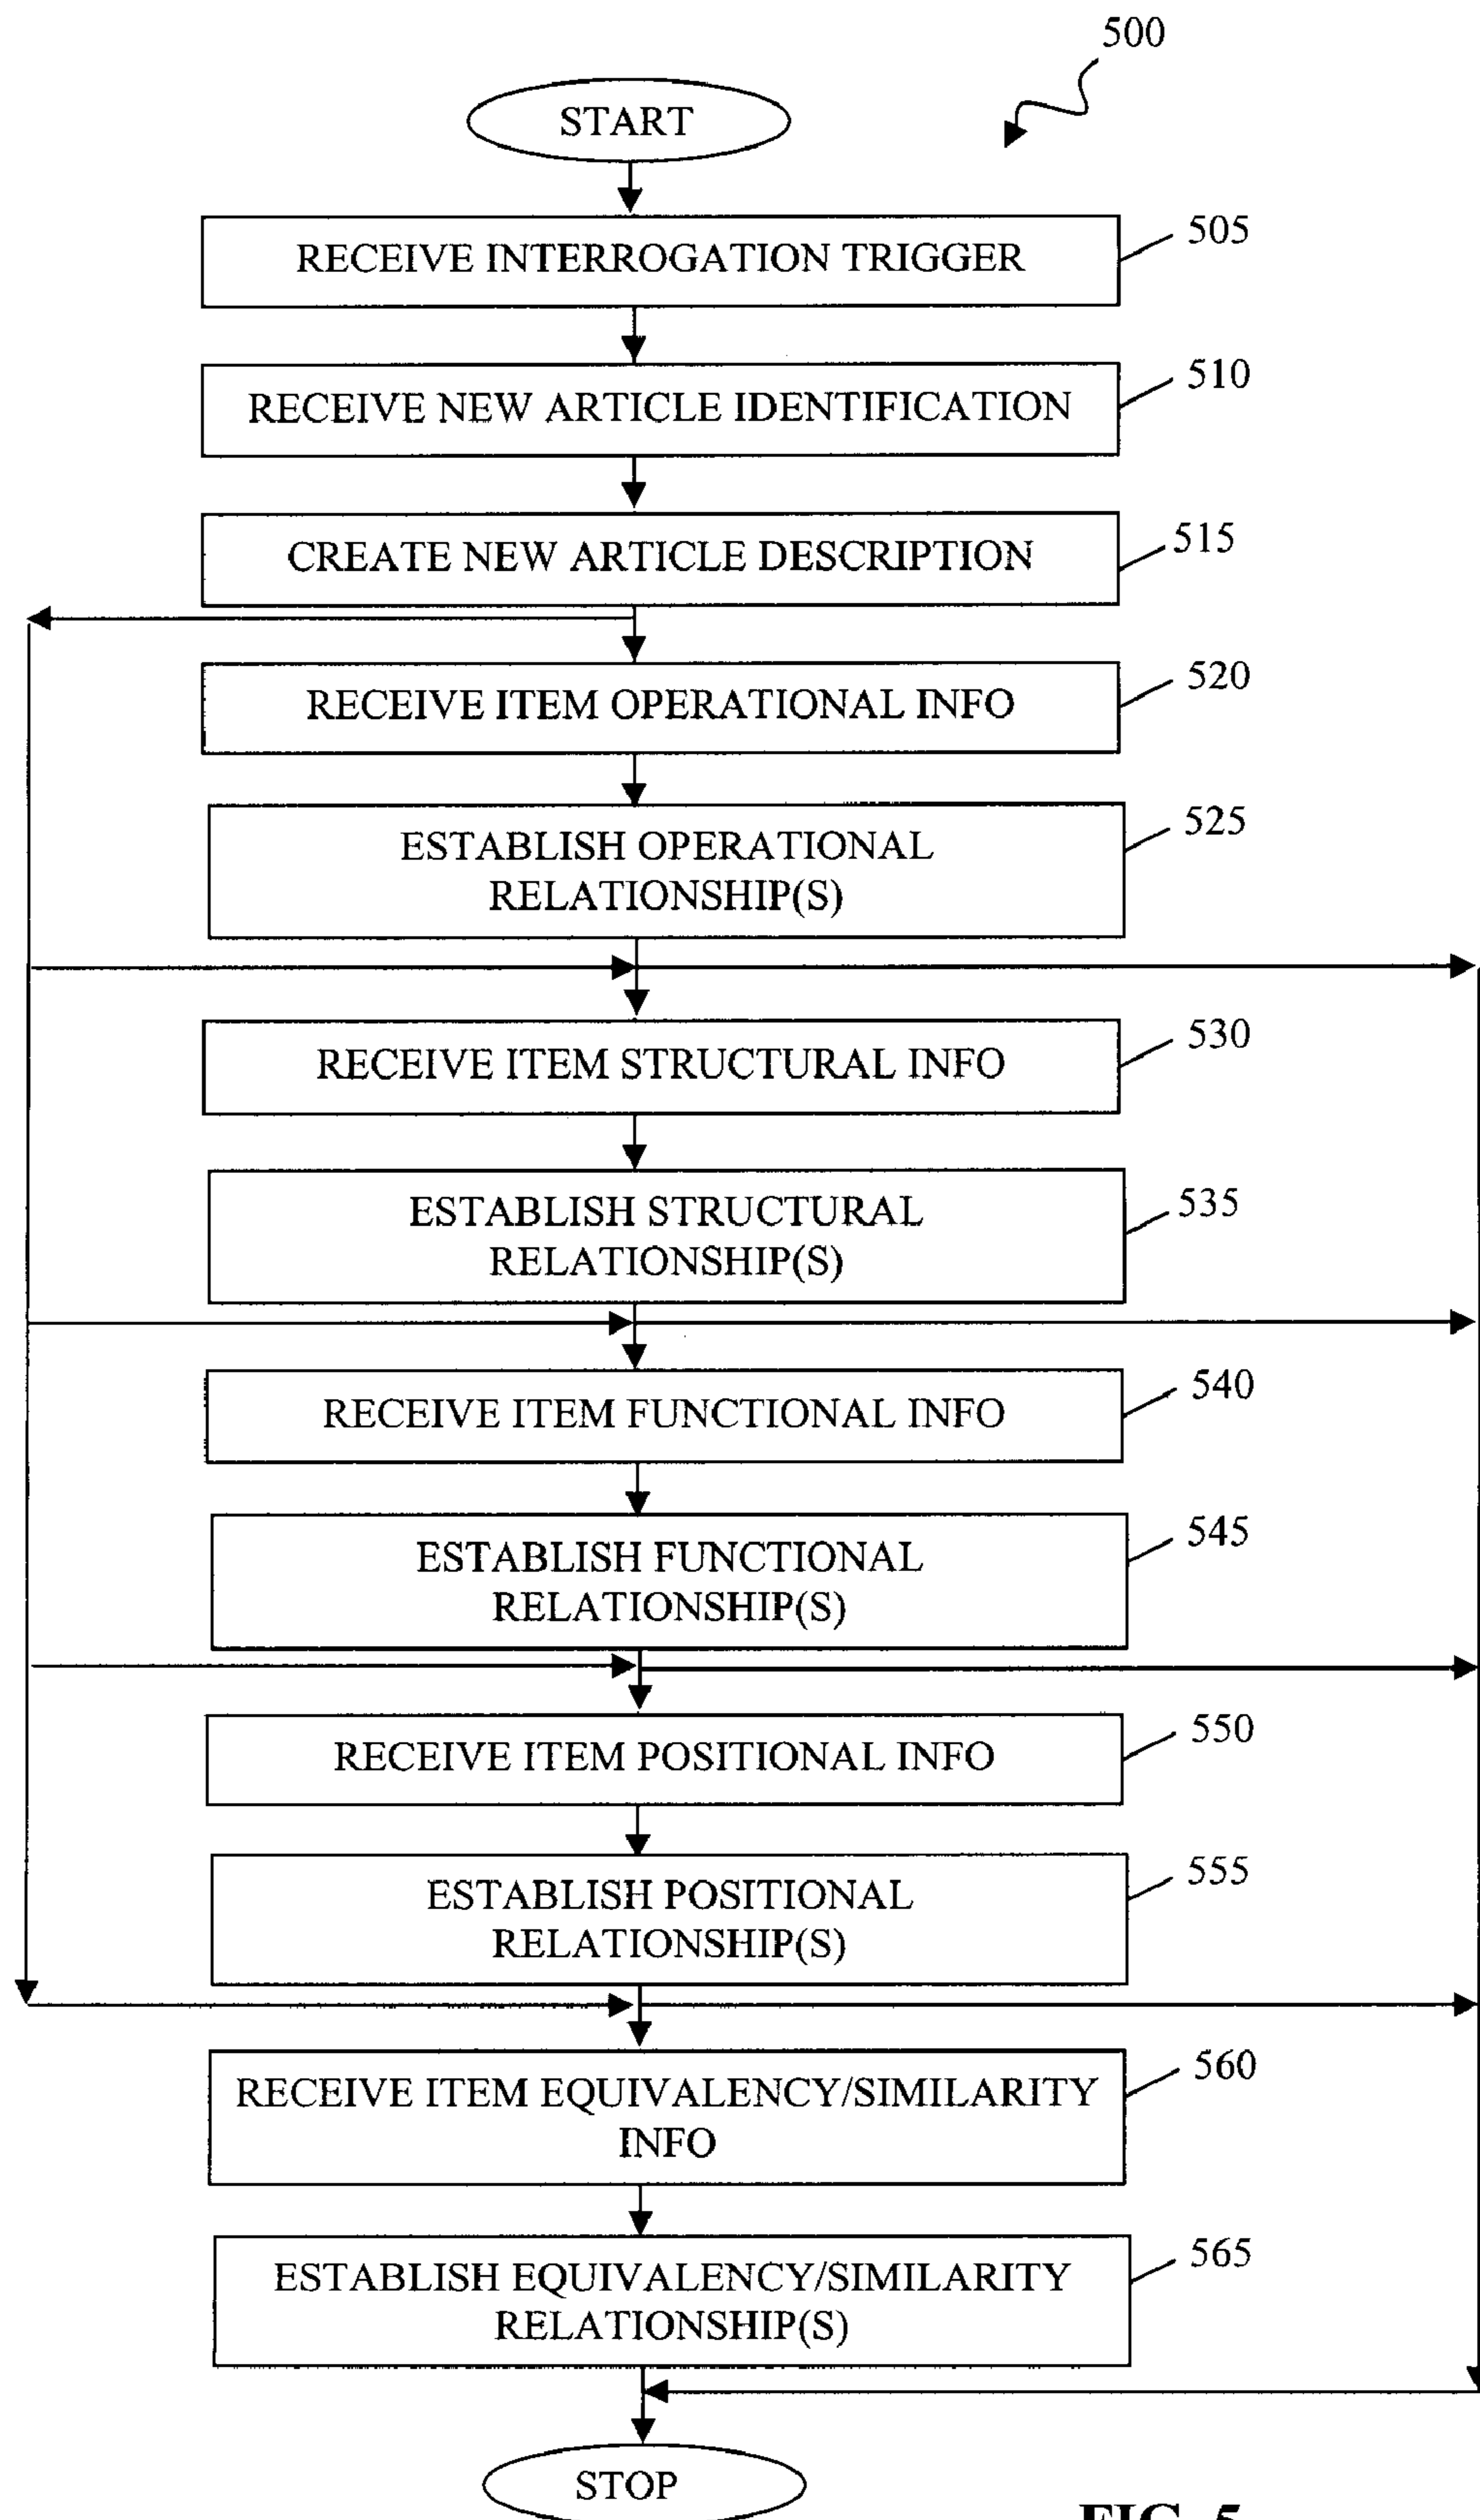 500
START
RECEIVE INTERROGATION TRIGGER
505
RECEIVE NEW ARTICLE IDENTIFICATION
510
CREATE NEW ARTICLE DESCRIPTION
515
RECEIVE ITEM OPERATIONAL INFO
520
ESTABLISH OPERATIONAL
RELATIONSHIP(S)
525
RECEIVE ITEM STRUCTURAL INFO
530
ESTABLISH STRUCTURAL
RELATIONSHIP(S)
535
RECEIVE ITEM FUNCTIONAL INFO
540
ESTABLISH FUNCTIONAL
RELATIONSHIP(S)
545
RECEIVE ITEM POSITIONAL INFO
550
ESTABLISH POSITIONAL
RELATIONSHIP(S)
555
RECEIVE ITEM EQUIVALENCY/SIMILARITY
INFO
560
ESTABLISH EQUIVALENCY/SIMILARITY
RELATIONSHIP(S)
565
STOP
FIG. 5